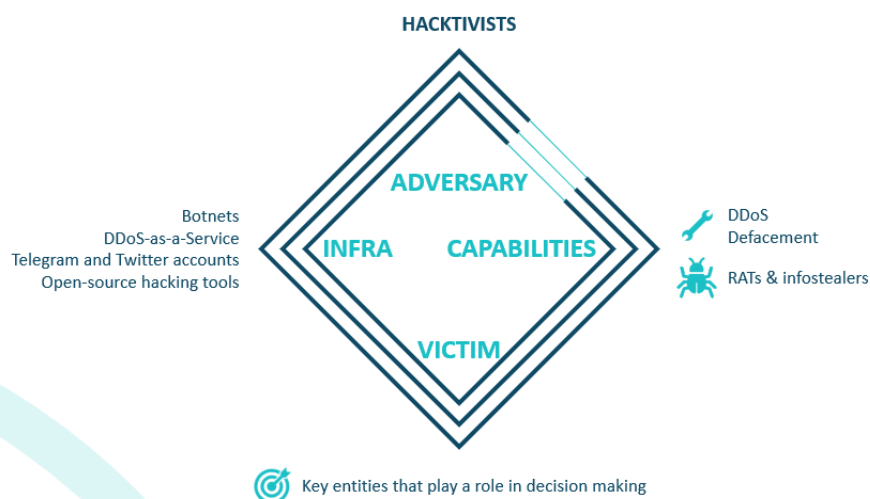 HACKTIVISTS
ADVERSARY
Botnets
DDoS-as-a-Service
Telegram and Twitter accounts
Open-source hacking tools
INFRA
CAPABILITIES
DDoS
Defacement
RATs & infostealers
VICTIM
Key entities that play a role in decision making